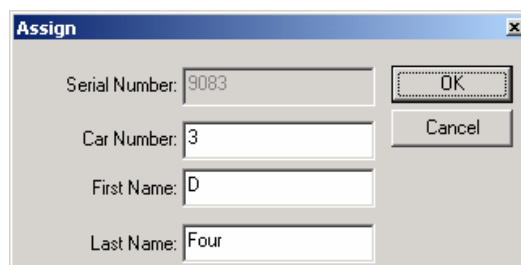 Assign
Serial Number: 9083 OK
Car Number: 3 Cancel
First Name: D
Last Name: Four